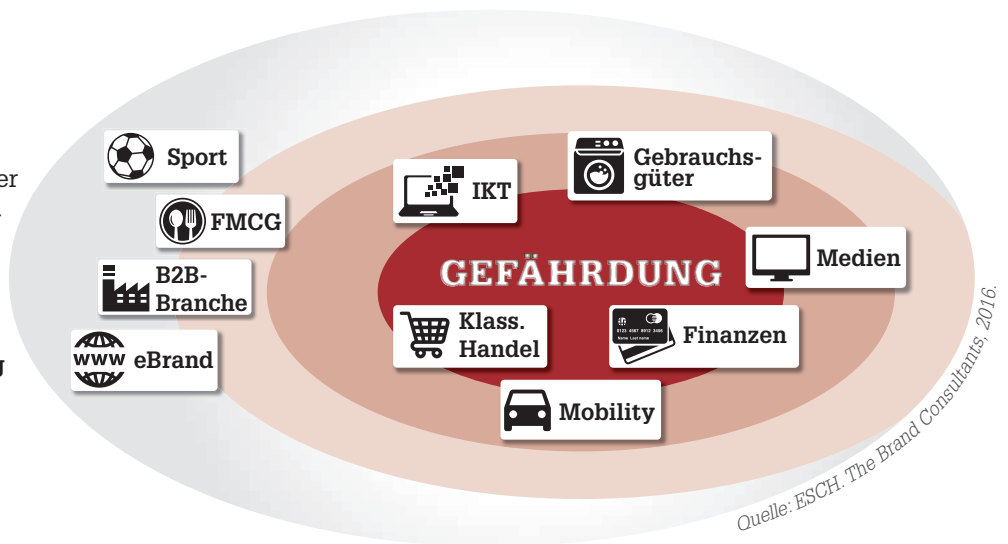 er
Sport
IKT
Gebrauchs-
güter
FMCG
GEFÄHRDUNG
Medien
B2B-
Branche
Klass.
Handel
Finanzen
www eBrand
g
Mobility
Quelle: ESCH. The Brand Consultants, 2016.